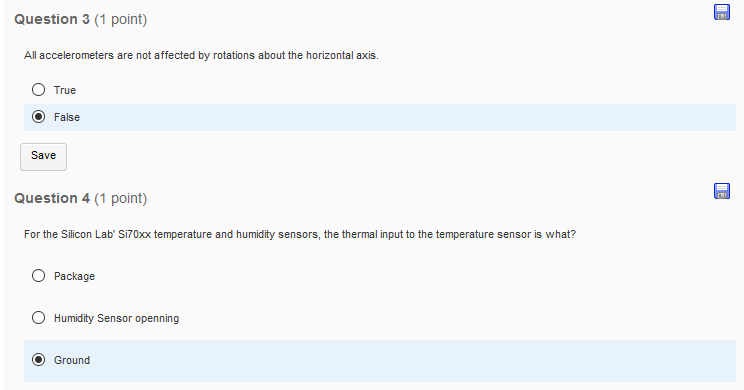 Question 3 (1 point)
All accelerometers are not affected by rotations about the horizontal axis.
True
False
Save
Question 4 (1 point)
For the Silicon Lab' Si70xx temperature and humidity sensors, the thermal input to the temperature sensor is what?
Package
Humidity Sensor openning
Ground